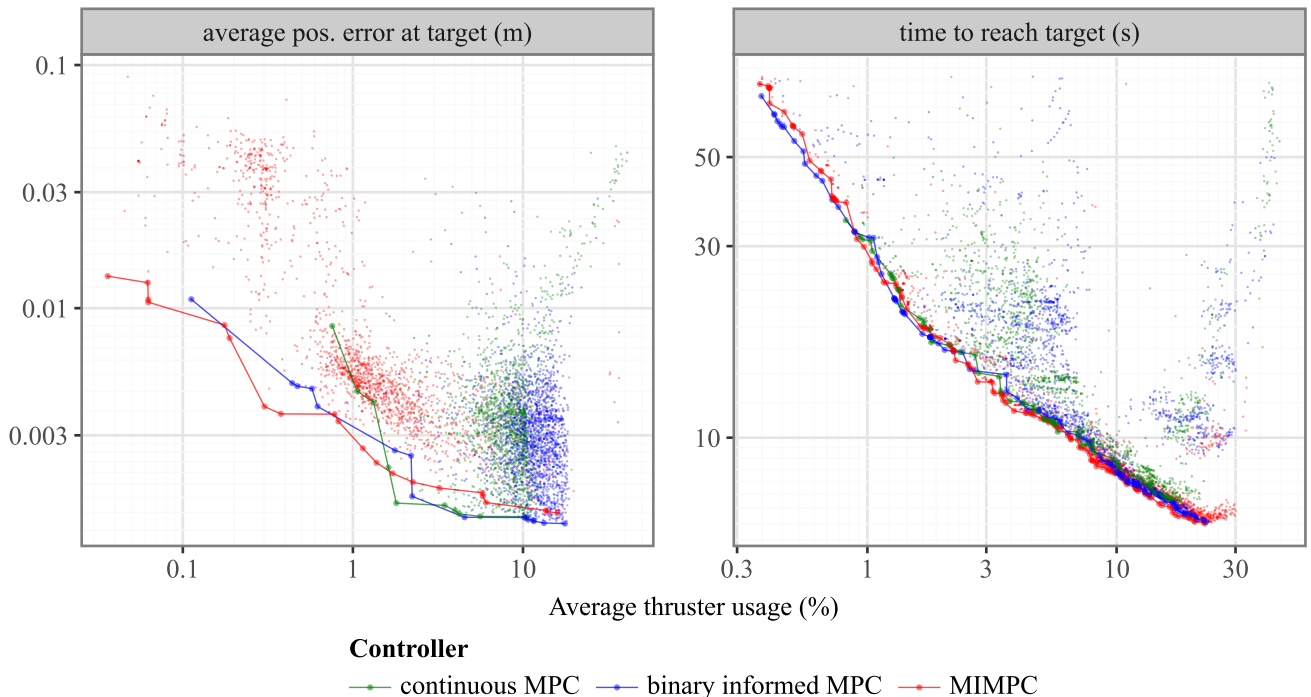 average pos. error at target (m)
time to reach target (s)
0.1
0.03
0.01
0.003
50
30
10
0.1 1 10
0.3 1 3 10 30
Average thruster usage (%)
Controller
continuous MPC binary informed MPC MIMPC